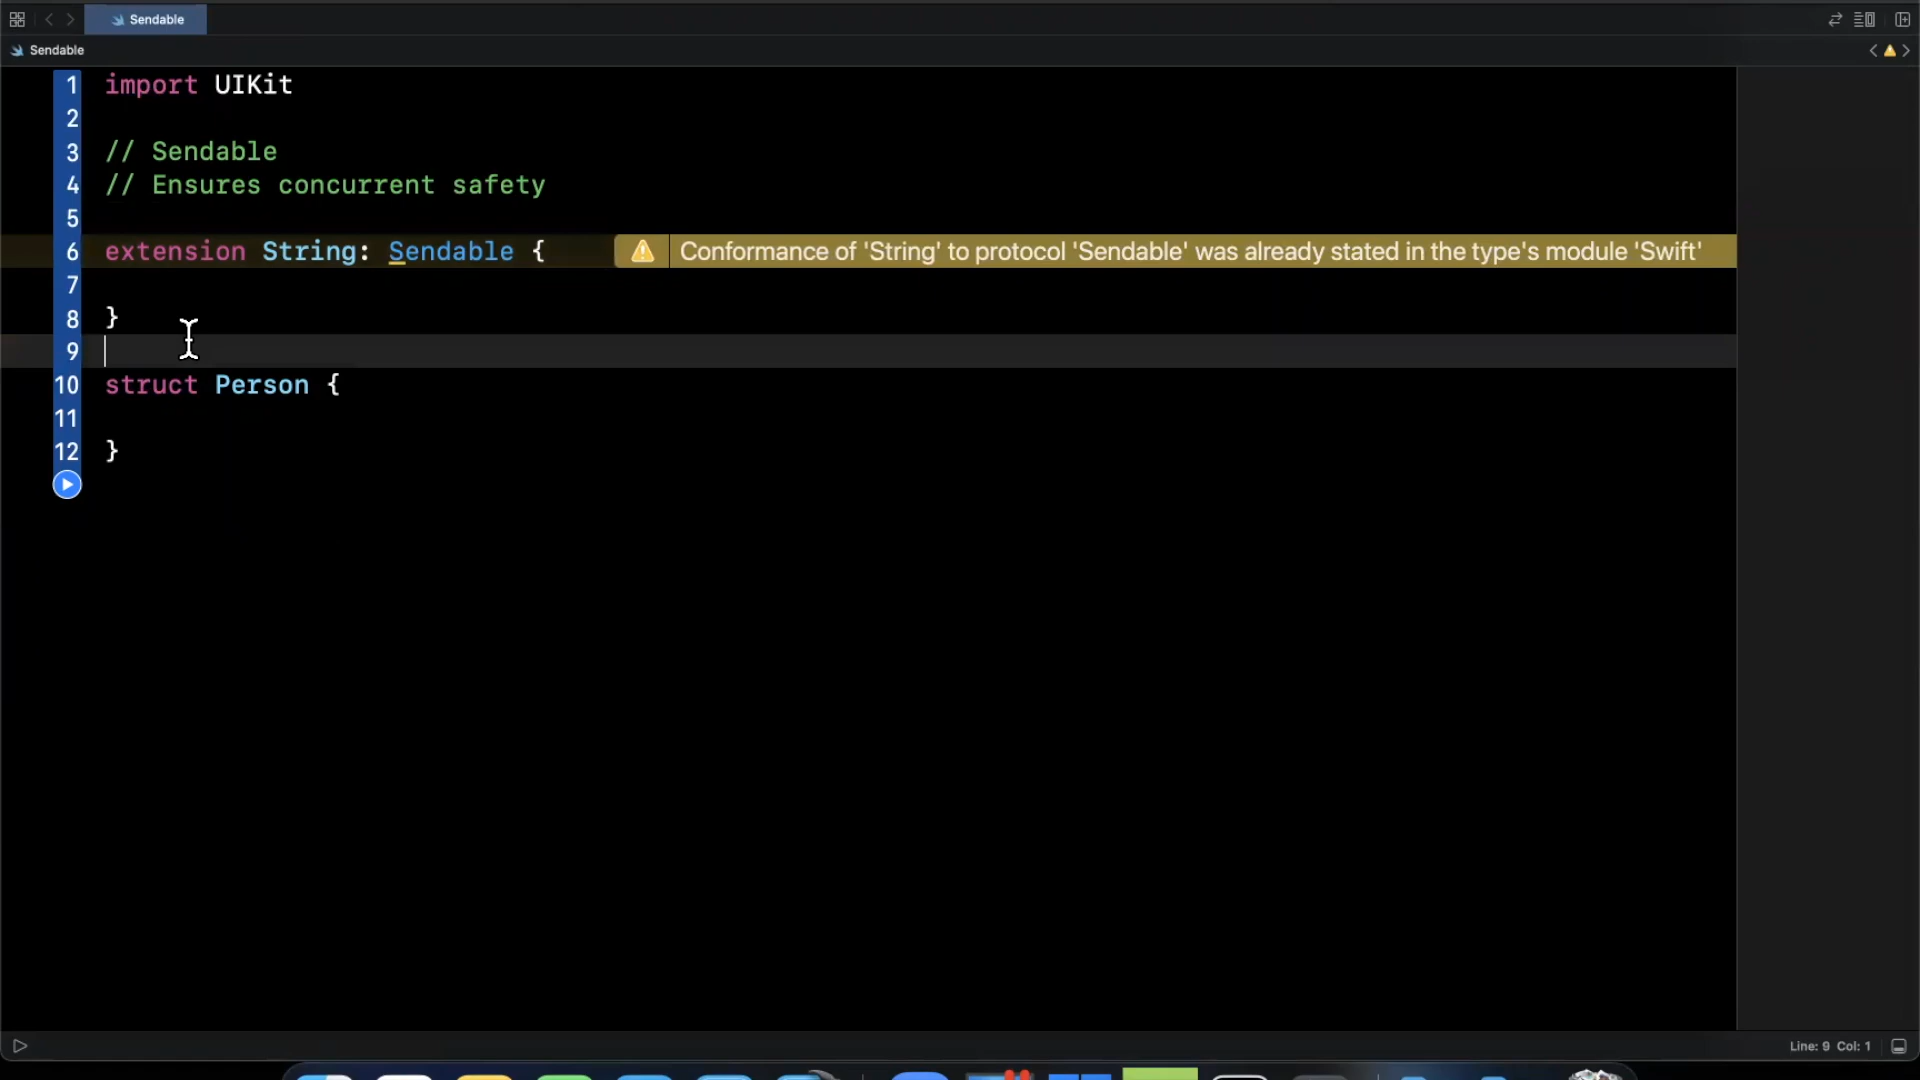 Sendable
Sendable
1 import UIKit
2
3 // Sendable
4 // Ensures concurrent safety
5
6 extension String: Sendable { Conformance of 'String' to protocol 'Sendable' was already stated in the type's module 'Swift'
7
8 }
9
10 struct Person {
11
12 }
Line: 9 Col: 1